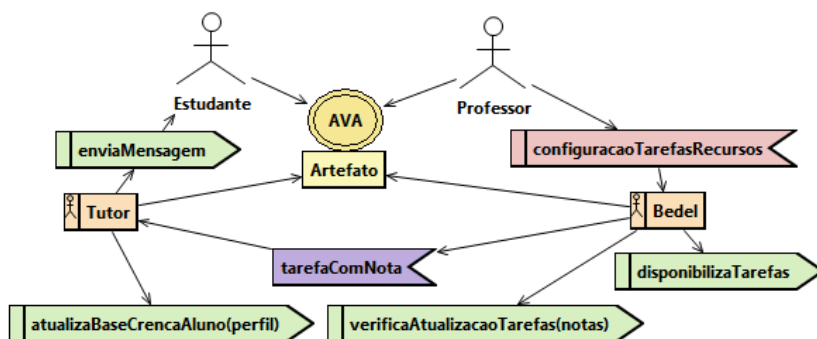 Estudante
AVA
Professor
enviaMensagem
configuracaoTarefasRecursos
Artefato
Tutor
Bedel
tarefaComNota
disponibilizaTarefas
atualizaBaseCrencaAluno(perfil)
verificaAtualizacaoTarefas(notas)